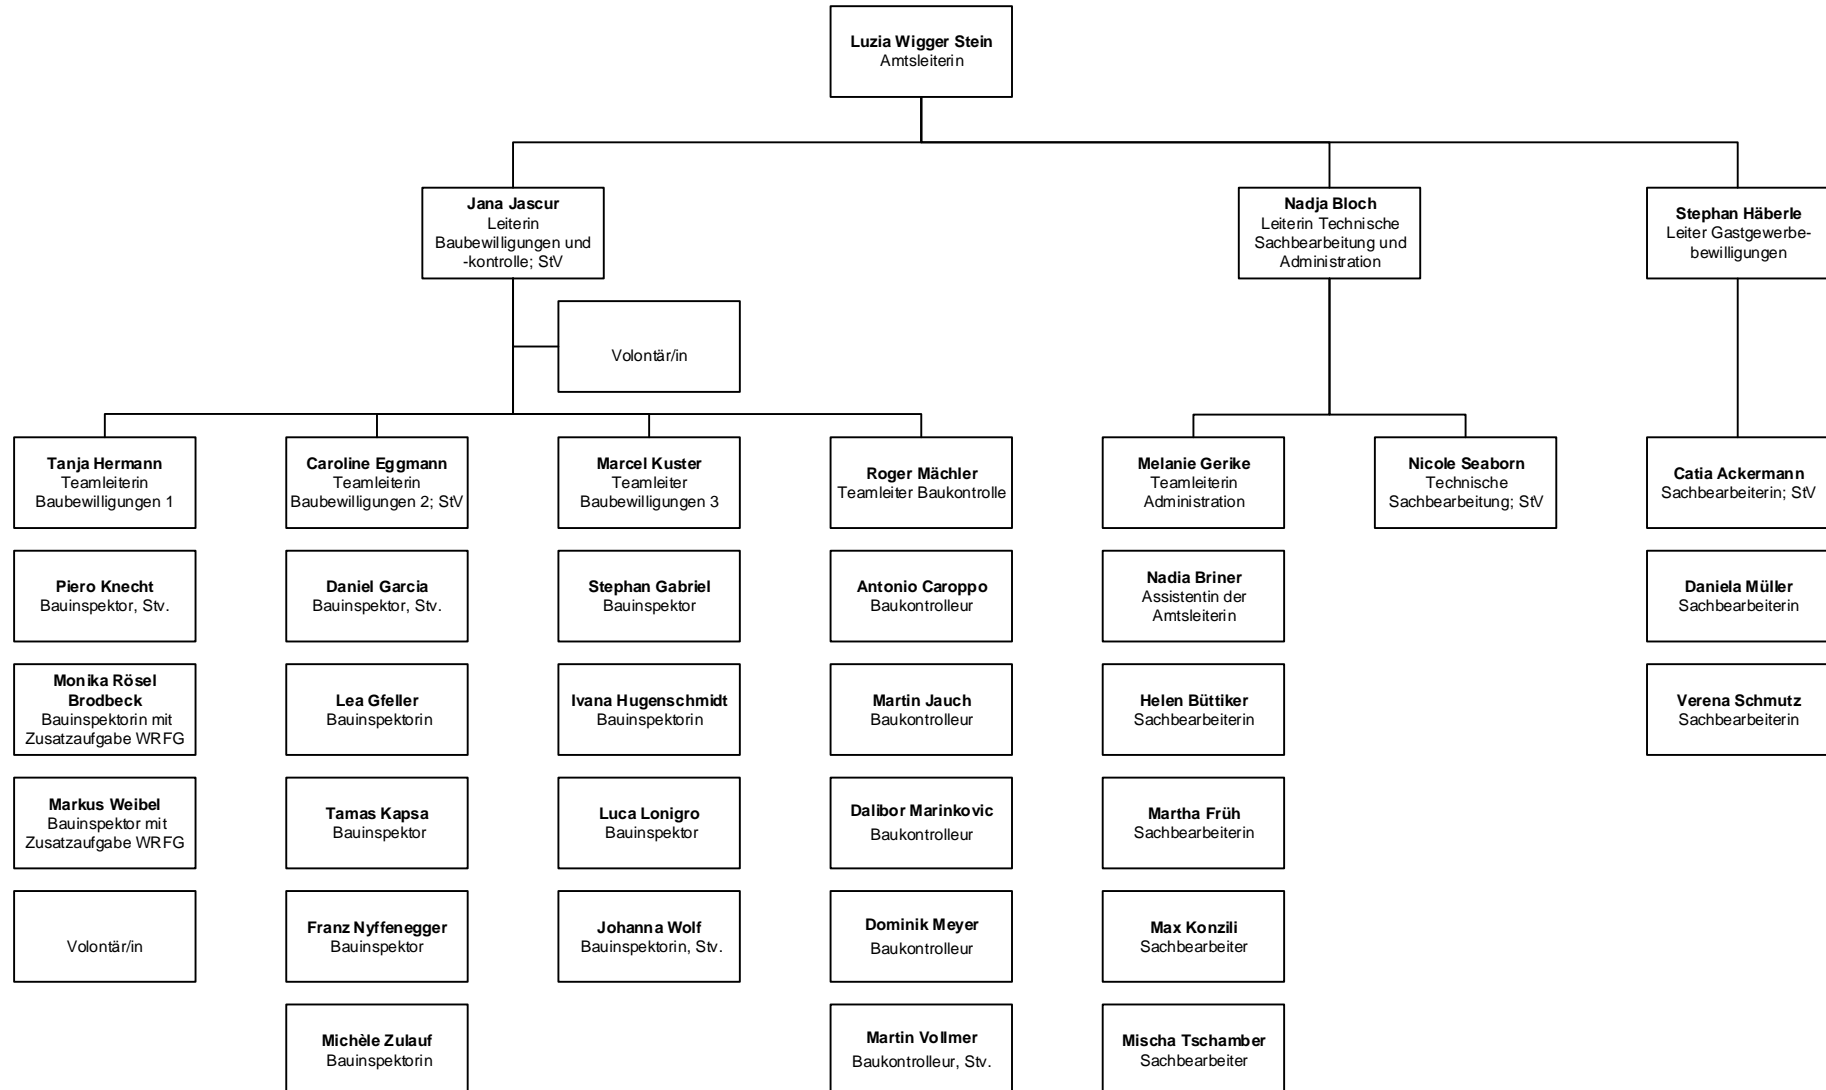 Luzia Wigger Stein
Amtsleiterin
Jana Jascur
Leiterin
Baubewilligungen und
-kontrolle; StV
Nadja Bloch
Leiterin Technische
Sachbearbeitung und
Administration
Stephan Häberle
Leiter Gastgewerbe-
bewilligungen
Volontär/in
Tanja Hermann
Teamleiterin
Baubewilligungen 1
Caroline Eggmann
Teamleiterin
Baubewilligungen 2; StV
Marcel Kuster
Teamleiter
Baubewilligungen 3
Roger Mächler
Teamleiter Baukontrolle
Melanie Gerike
Teamleiterin
Administration
Nicole Seaborn
Technische
Sachbearbeitung; StV
Catia Ackermann
Sachbearbeiterin; StV
Piero Knecht
Bauinspektor, Stv.
Daniel Garcia
Bauinspektor, Stv.
Stephan Gabriel
Bauinspektor
Antonio Caroppo
Baukontrolleur
Nadia Briner
Assistentin der
Amtsleiterin
Daniela Müller
Sachbearbeiterin
Monika Rösel
Brodbeck
Bauinspektorin mit
Zusatzaufgabe WRFG
Lea Gfeller
Bauinspektorin
Ivana Hugenschmidt
Bauinspektorin
Martin Jauch
Baukontrolleur
Helen Büttiker
Sachbearbeiterin
Verena Schmutz
Sachbearbeiterin
Markus Weibel
Bauinspektor mit
Zusatzaufgabe WRFG
Tamas Kapsa
Bauinspektor
Luca Lonigro
Bauinspektor
Dalibor Marinkovic
Baukontrolleur
Martha Früh
Sachbearbeiterin
Volontär/in
Franz Nyffenegger
Bauinspektor
Johanna Wolf
Bauinspektorin, Stv.
Dominik Meyer
Baukontrolleur
Max Konzili
Sachbearbeiter
Michèle Zulauf
Bauinspektorin
Martin Vollmer
Baukontrolleur, Stv.
Mischa Tschamber
Sachbearbeiter